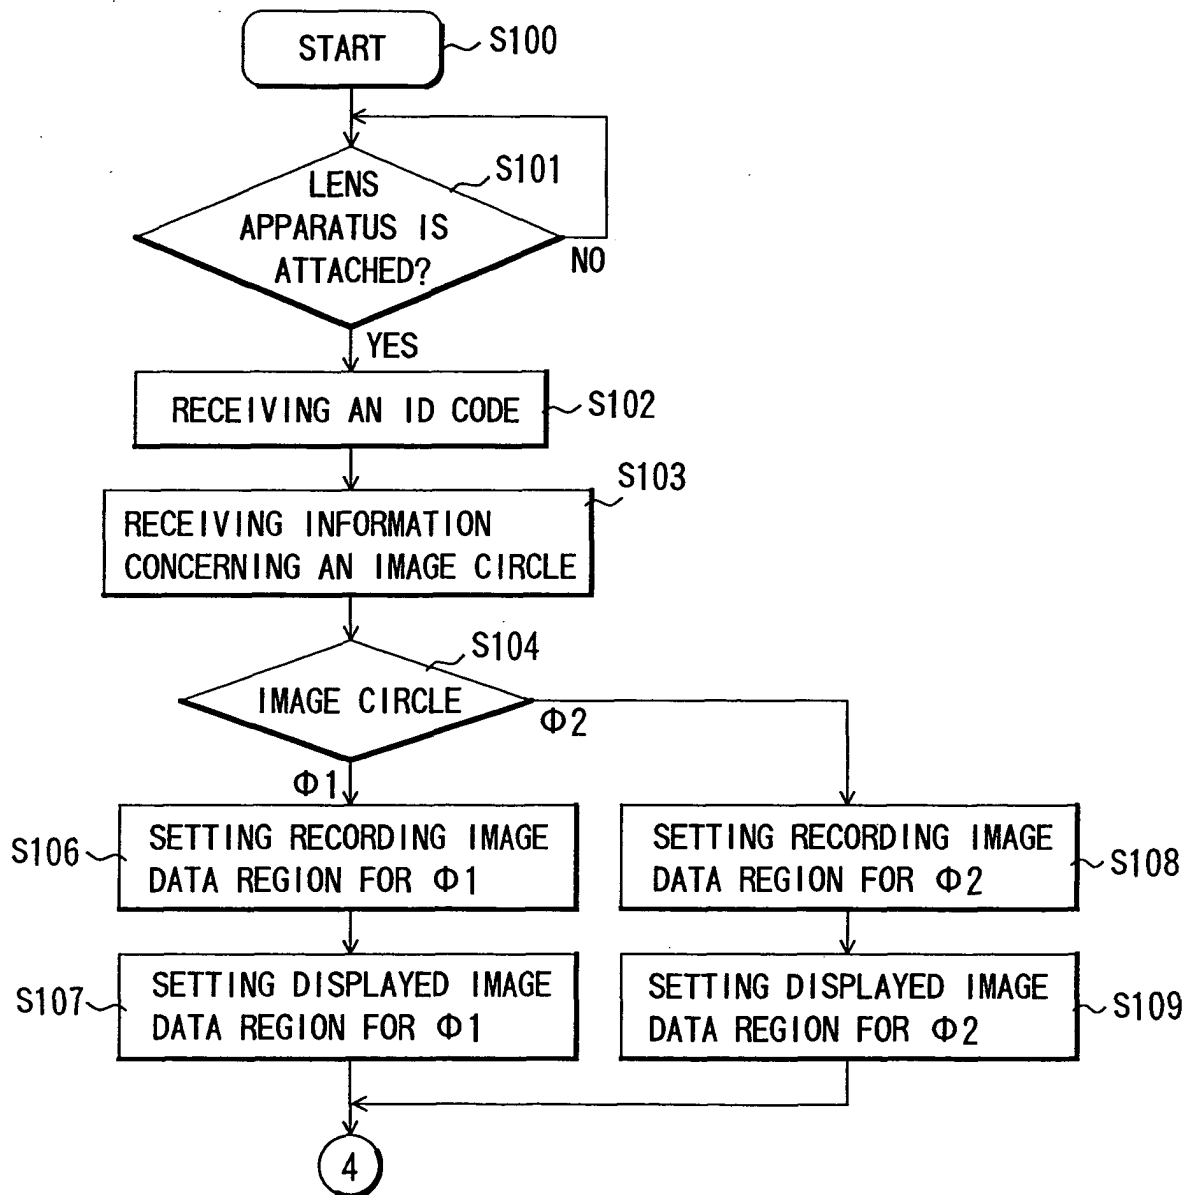 START
S100
S101
LENS
APPARATUS IS
ATTACHED?
NO
YES
RECEIVING AN ID CODE
S102
S103
RECEIVING INFORMATION
CONCERNING AN IMAGE CIRCLE
S104
IMAGE CIRCLE
Φ2
Φ1
S106
SETTING RECORDING IMAGE
DATA REGION FOR Φ1
SETTING RECORDING IMAGE
DATA REGION FOR Φ2
S108
S107
SETTING DISPLAYED IMAGE
DATA REGION FOR Φ1
SETTING DISPLAYED IMAGE
DATA REGION FOR Φ2
S109
4